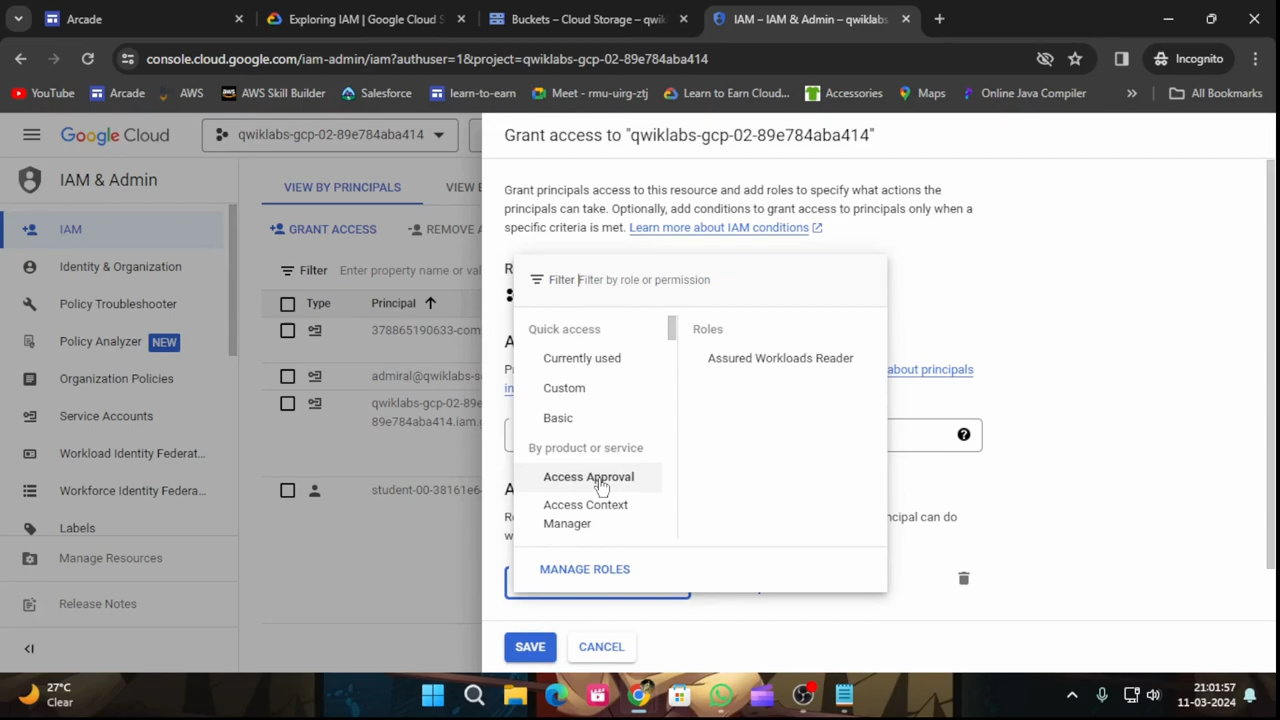 Arcade
Exploring IAM | Google Cloud S
Buckets – Cloud Storage – qwik
IAM – IAM & Admin – qwiklabs
console.cloud.google.com/iam-admin/iam?authuser=1&project=qwiklabs-gcp-02-89e784aba414
Incognito
YouTube
Arcade
AWS
AWS Skill Builder
Salesforce
learn-to-earn
Meet - rmu-uirg-ztj
Learn to Earn Cloud...
Accessories
Maps
Online Java Compiler
All Bookmarks
Google Cloud
qwiklabs-gcp-02-89e784aba414
IAM & Admin
IAM
Identity & Organization
Policy Troubleshooter
Policy Analyzer NEW
Organization Policies
Service Accounts
Workload Identity Federat...
Workforce Identity Federa...
Labels
Manage Resources
Release Notes
VIEW BY PRINCIPALS
VIEW E
GRANT ACCESS
REMOVE A
Filter Enter property name or val
Type Principal
378865190633-com
admiral@qwiklabs-s
qwiklabs-gcp-02-89e
89e784aba414.iam.g
student-00-38161e6-
Grant access to "qwiklabs-gcp-02-89e784aba414"
Grant principals access to this resource and add roles to specify what actions the
principals can take. Optionally, add conditions to grant access to principals only when a
specific criteria is met. Learn more about IAM conditions
R
A
P
about principals
in
A
R
ncipal can do
w
Filter Filter by role or permission
Quick access
Currently used
Custom
Basic
By product or service
Access Approval
Access Context
Manager
Roles
Assured Workloads Reader
MANAGE ROLES
SAVE
CANCEL
27°C
Clear
21:01:57
11-03-2024